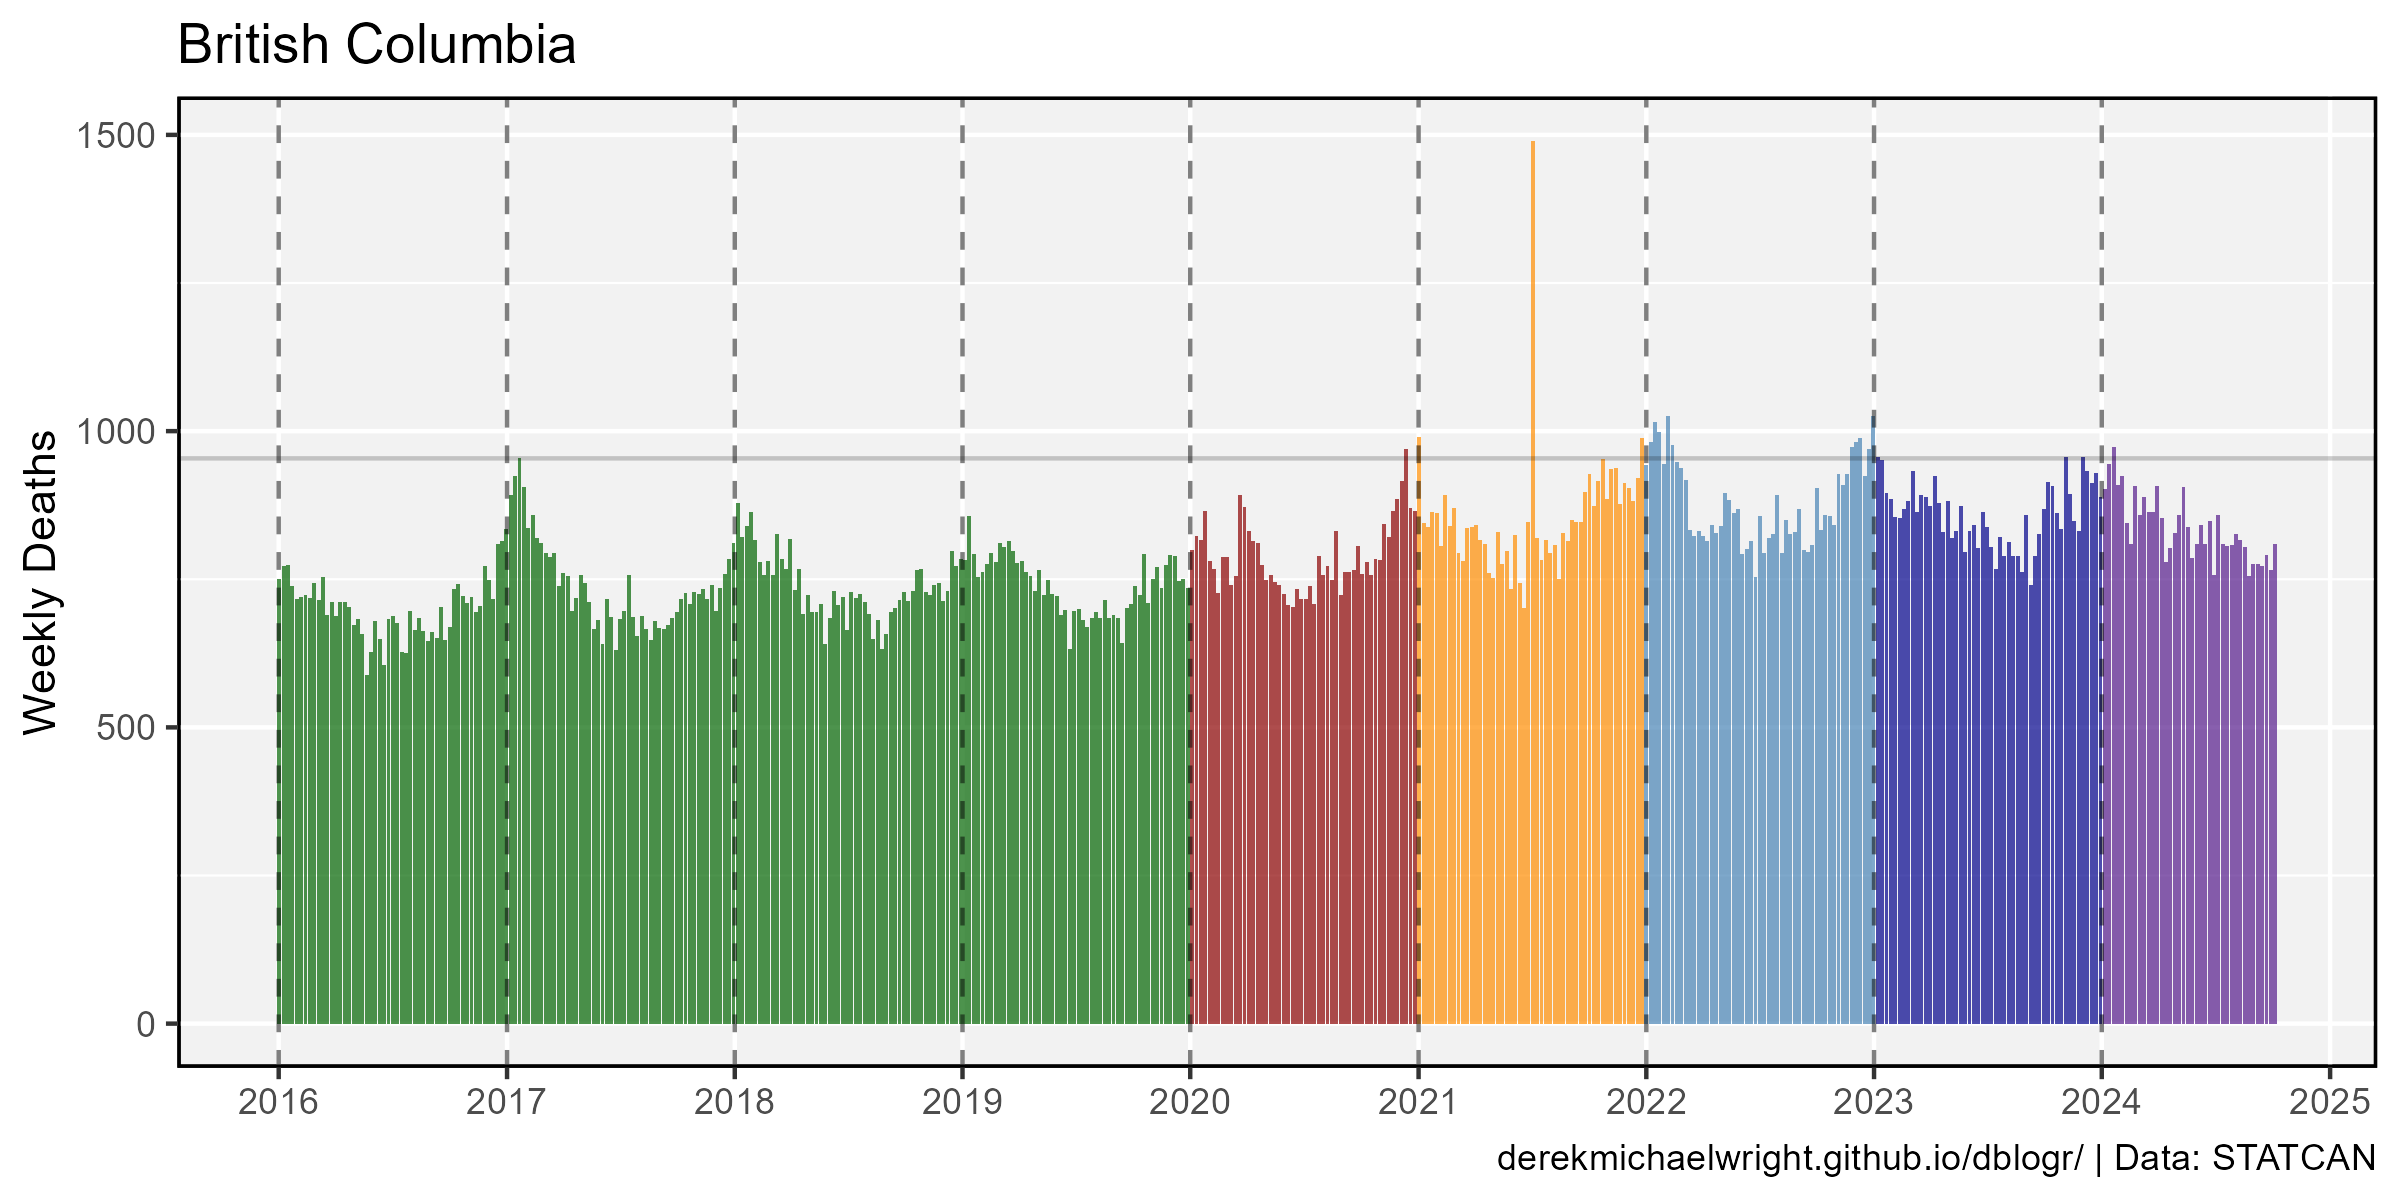 British Columbia
Weekly Deaths
1500
1000
500
0
2016 2017 2018 2019 2020 2021 2022 2023 2024 2025
derekmichaelwright.github.io/dblogr/ | Data: STATCAN